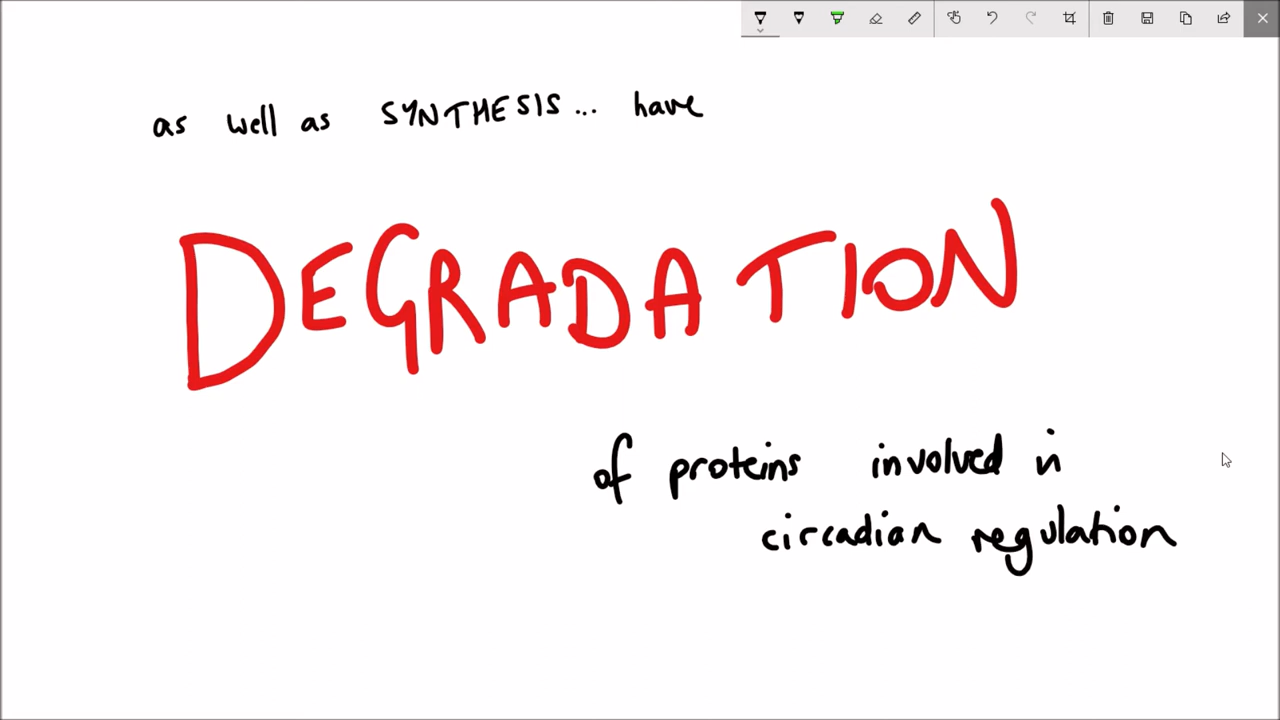 as well as SYNTHESIS... have
DEGRADATION
of proteins involved in
circadian regulation